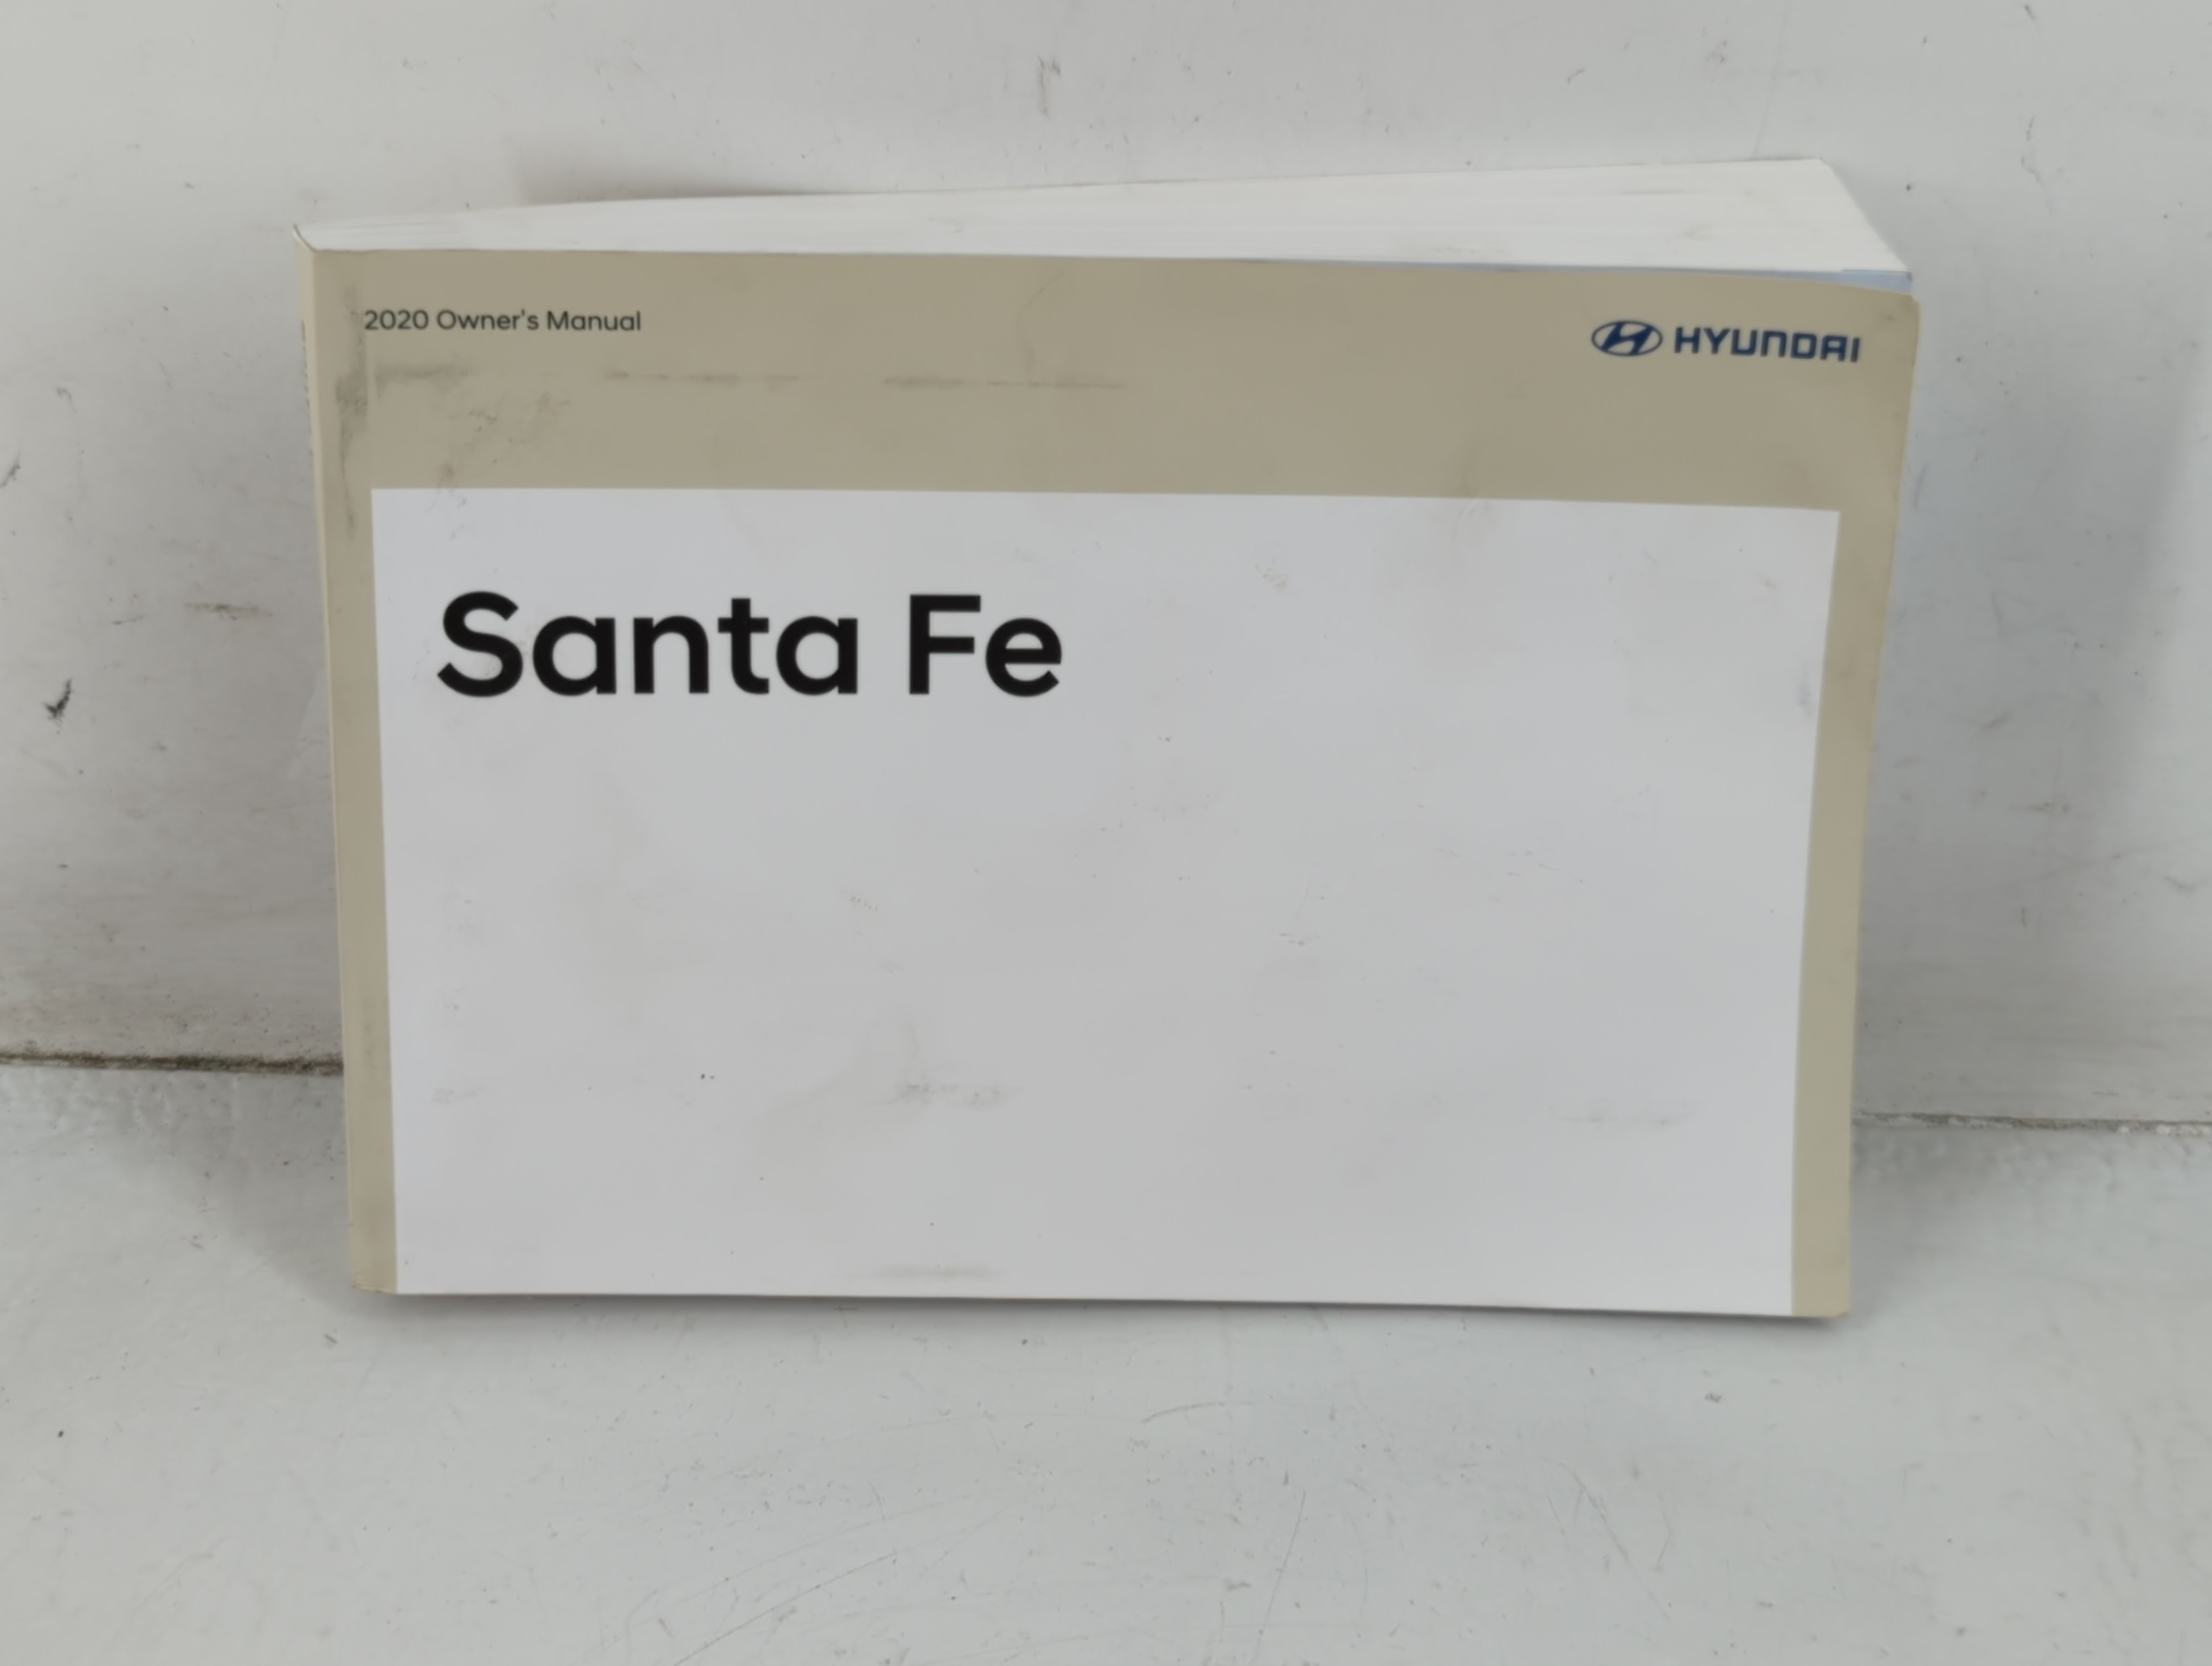 2020 Owner's Manual
HYUNDAI
Santa Fe